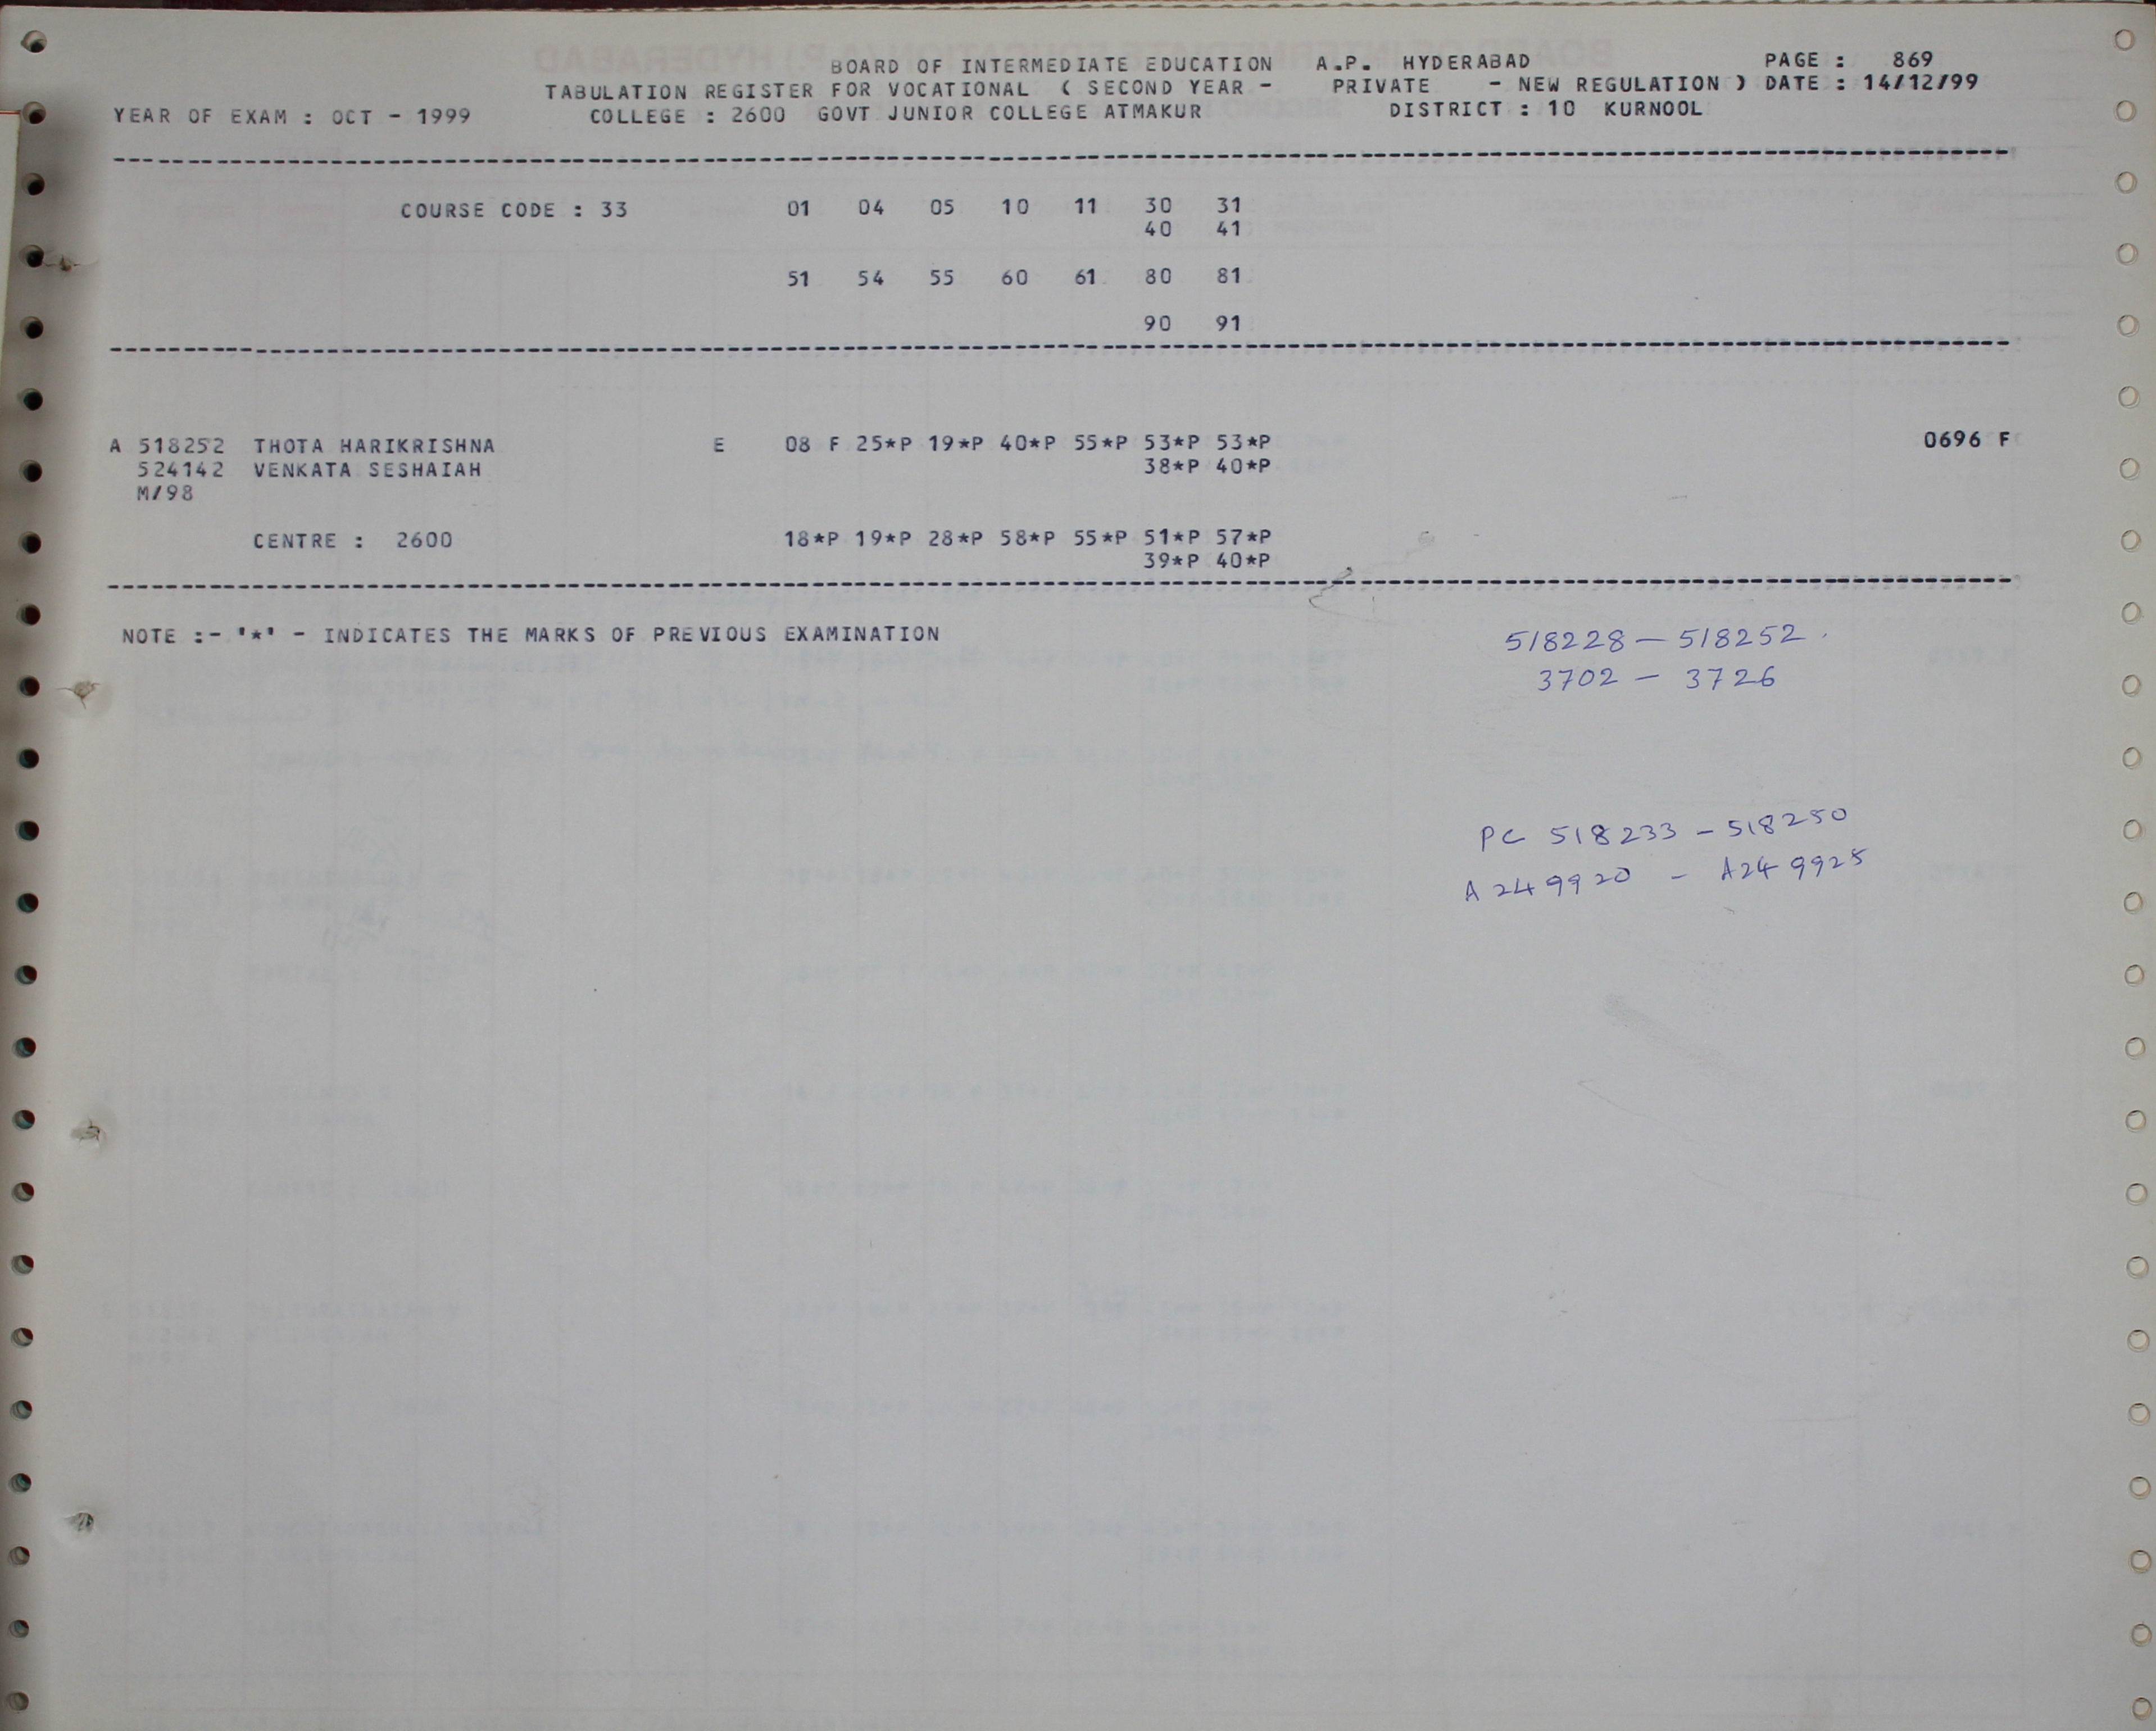 BOARD OF INTERMEDIATE EDUCATION A.P. HYDERABAD PAGE : 869
TABULATION REGISTER FOR VOCATIONAL ( SECOND YEAR - PRIVATE - NEW REGULATION ) DATE : 14/12/99
YEAR OF EXAM : OCT - 1999 COLLEGE : 2600 GOVT JUNIOR COLLEGE ATMAKUR DISTRICT : 10 KURNOOL
COURSE CODE : 33 01 04 05 10 11 30 31
40 41
51 54 55 60 61 80 81
90 91
A 518252 THOTA HARIKRISHNA E 08 F 25*P 19*P 40*P 55*P 53*P 53*P 0696 F
524142 VENKATA SESHAIAH 38*P 40*P
M/98
CENTRE : 2600 18*P 19*P 28*P 58*P 55*P 51*P 57*P
39*P 40*P
NOTE :- '*' - INDICATES THE MARKS OF PREVIOUS EXAMINATION
518228 - 518252.
3702 - 3726
PC 518233 - 518250
A 249920 - A249925